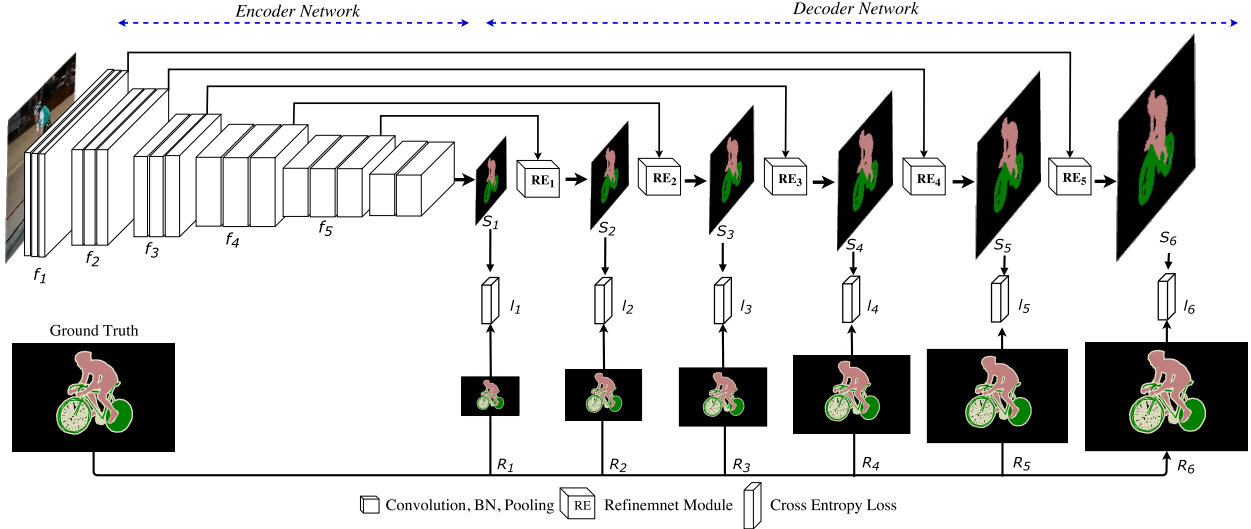 Encoder Network
Decoder Network
RE1
RE2
RE3
RE4
RE5
f1
f2
f3
f4
f5
S1
S2
S3
S4
S5
S6
l1
l2
l3
l4
l5
l6
Ground Truth
R1
R2
R3
R4
R5
R6
Convolution, BN, Pooling
RE
Refinemnet Module
Cross Entropy Loss